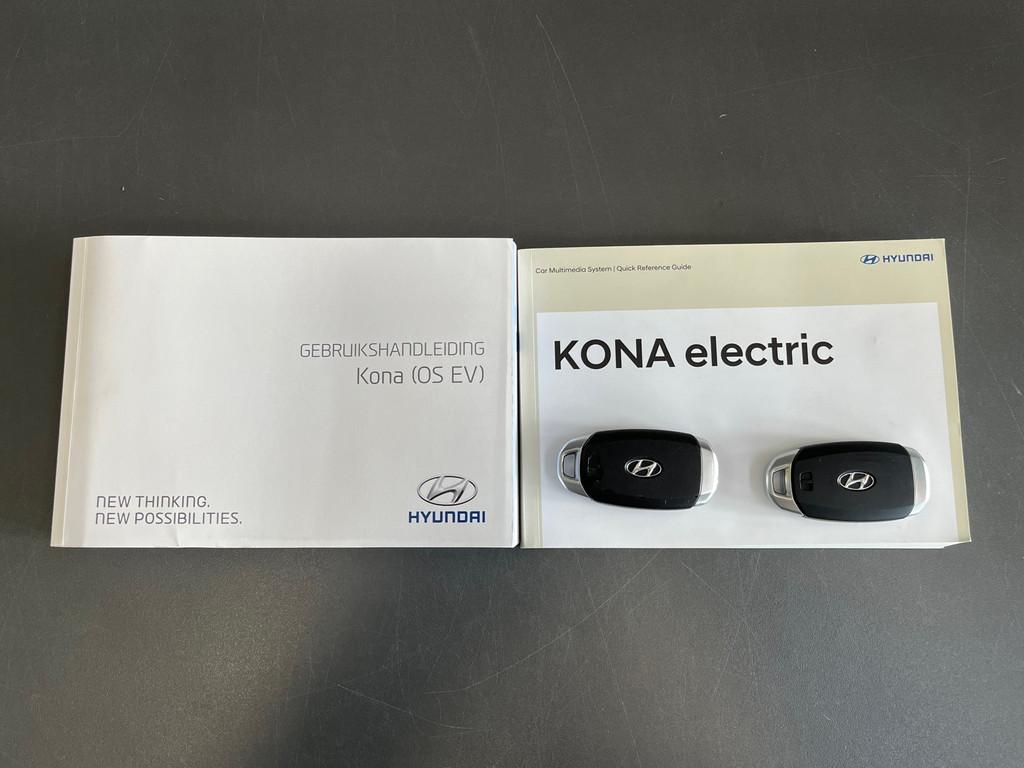 GEBRUIKSHANDLEIDING
Kona (OS EV)
NEW THINKING.
NEW POSSIBILITIES.
HYUNDAI
Car Multimedia System | Quick Reference Guide
HYUNDAI
KONA electric